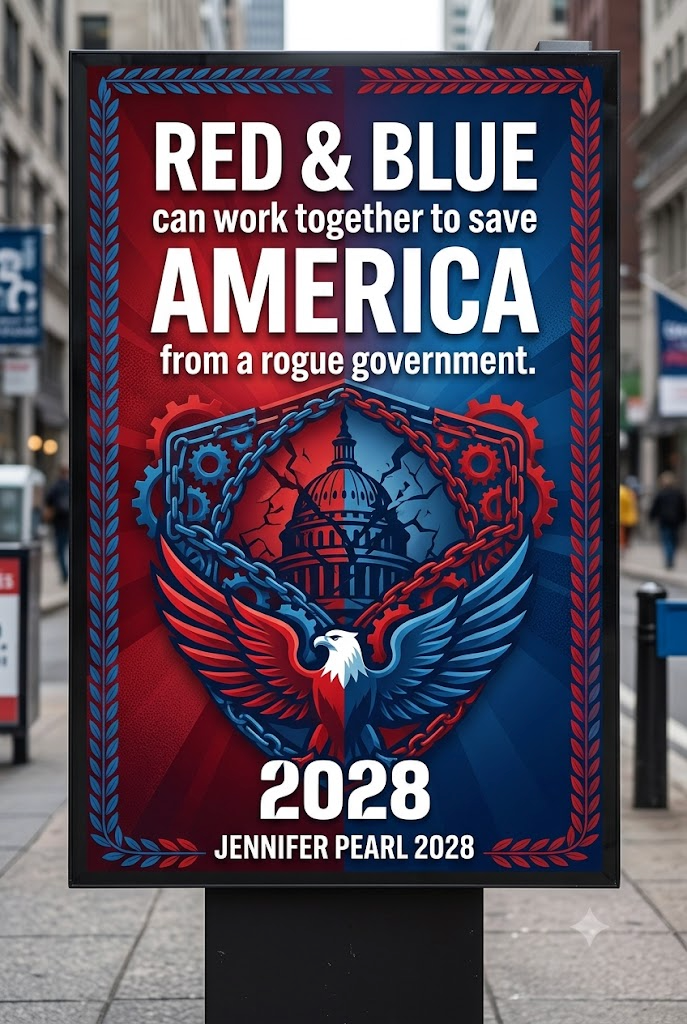 RED & BLUE
can work together to save
AMERICA
from a rogue government.
2028
JENNIFER PEARL 2028